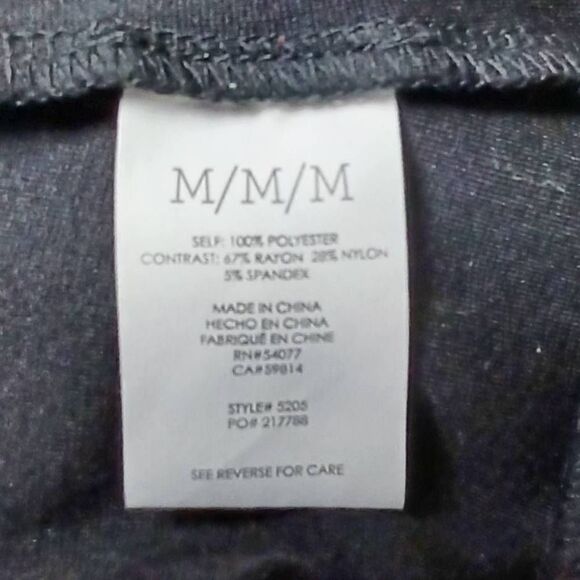 M/M/M
SELF: 100% POLYESTER
CONTRAST: 67% RAYON 28% NYLON
5% SPANDEX
MADE IN CHINA
HECHO EN CHINA
FABRIQUÉ EN CHINE
RN#54077
CA#59814
STYLE# 5205
PO# 217788
SEE REVERSE FOR CARE